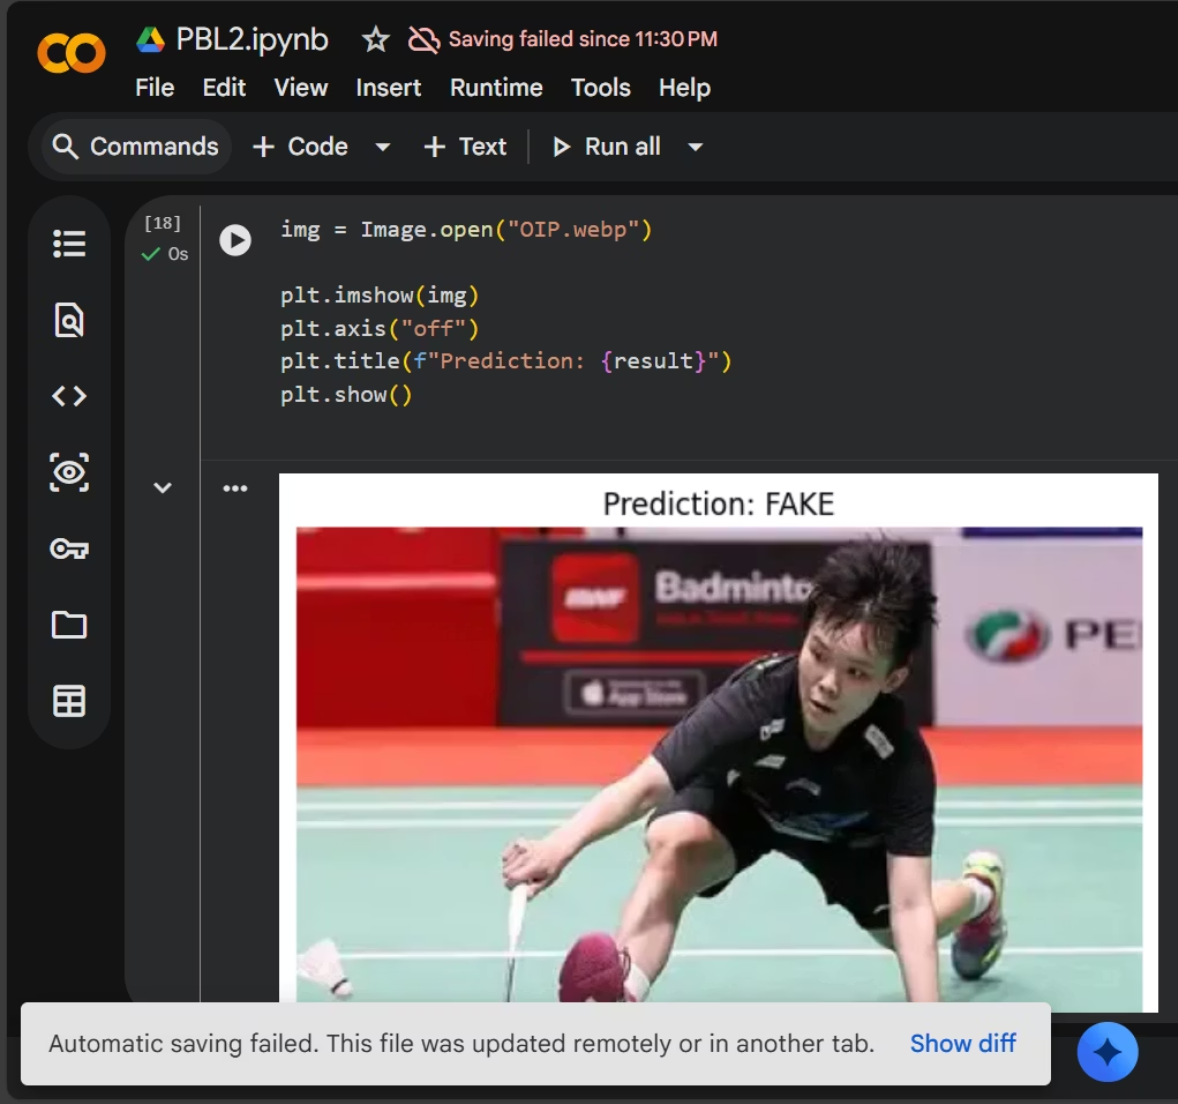 PBL2.ipynb
Saving failed since 11:30 PM
File Edit View Insert Runtime Tools Help
Commands + Code + Text Run all
[18]
0s
img = Image.open("OIP.webp")
plt.imshow(img)
plt.axis("off")
plt.title(f"Prediction: {result}")
plt.show()
Prediction: FAKE
BWF
Badminto
App Store
PE
Automatic saving failed. This file was updated remotely or in another tab. Show diff